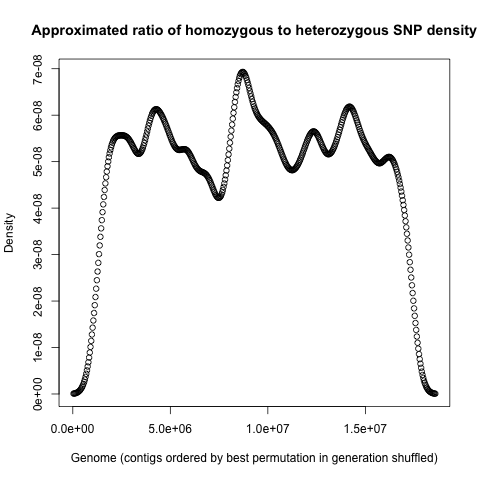 Approximated ratio of homozygous to heterozygous SNP density
7e-08
6e-08
5e-08
4e-08
3e-08
2e-08
1e-08
0e+00
Density
0.0e+00 5.0e+06 1.0e+07 1.5e+07
Genome (contigs ordered by best permutation in generation shuffled)